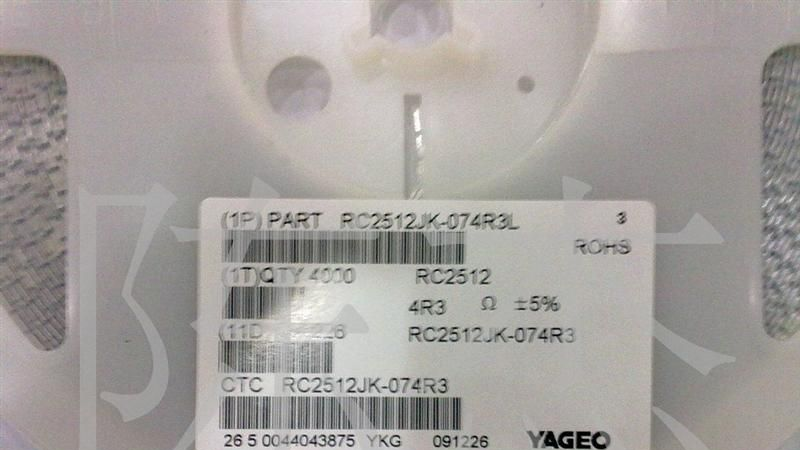 (1P) PART RC2512JK-074R3L 3
ROHS
(1T)QTY 4000 RC2512
4R3 Ω ±5%
(11D RC2512JK-074R3
CTC RC2512JK-074R3
26 5 0044043875 YKG 091226 YAGEO